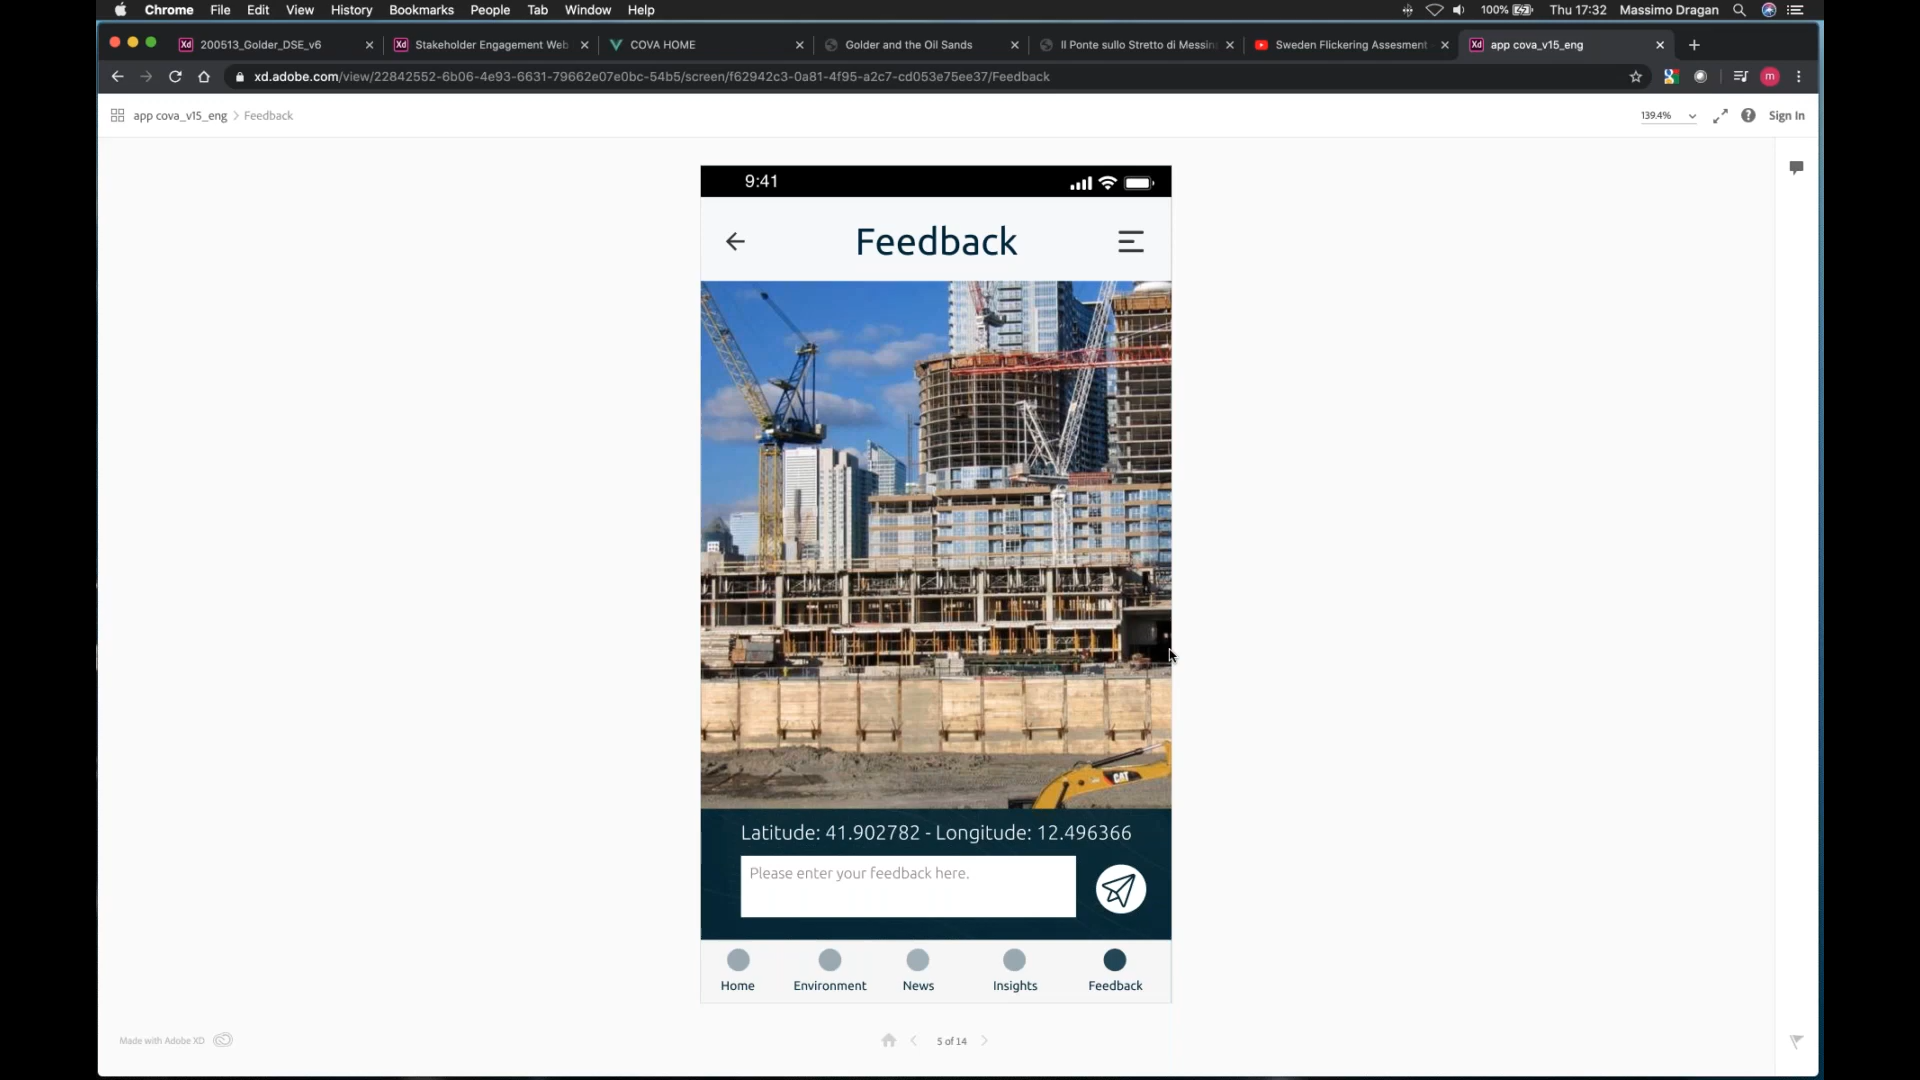 Chrome File Edit View History Bookmarks People Tab Window Help 100% Thu 17:32 Massimo Dragan
200513_Golder_DSE_v6 Stakeholder Engagement Web COVA HOME Golder and the Oil Sands Il Ponte sullo Stretto di Messin Sweden Flickering Assesment app cova_v15_eng
xd.adobe.com/view/22842552-6b06-4e93-6631-79662e07e0bc-54b5/screen/f62942c3-0a81-4f95-a2c7-cd053e75ee37/Feedback m
app cova_v15_eng > Feedback 139.4% Sign In
9:41
Feedback
CAT
Latitude: 41.902782 - Longitude: 12.496366
Please enter your feedback here.
Home Environment News Insights Feedback
Made with Adobe XD 5 of 14